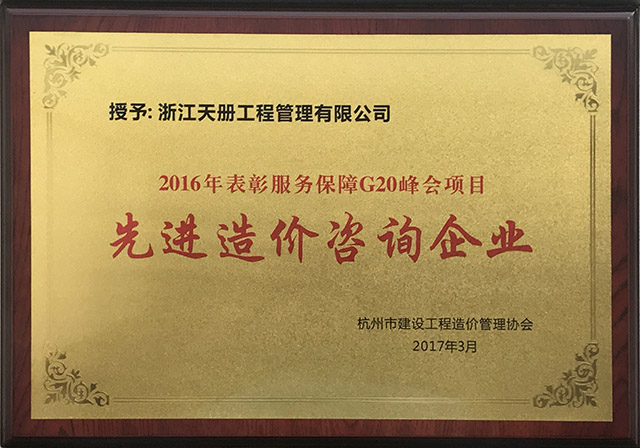 授予: 浙江天册工程管理有限公司
2016年表彰服务保障G20峰会项目
先进造价咨询企业
杭州市建设工程造价管理协会
2017年3月